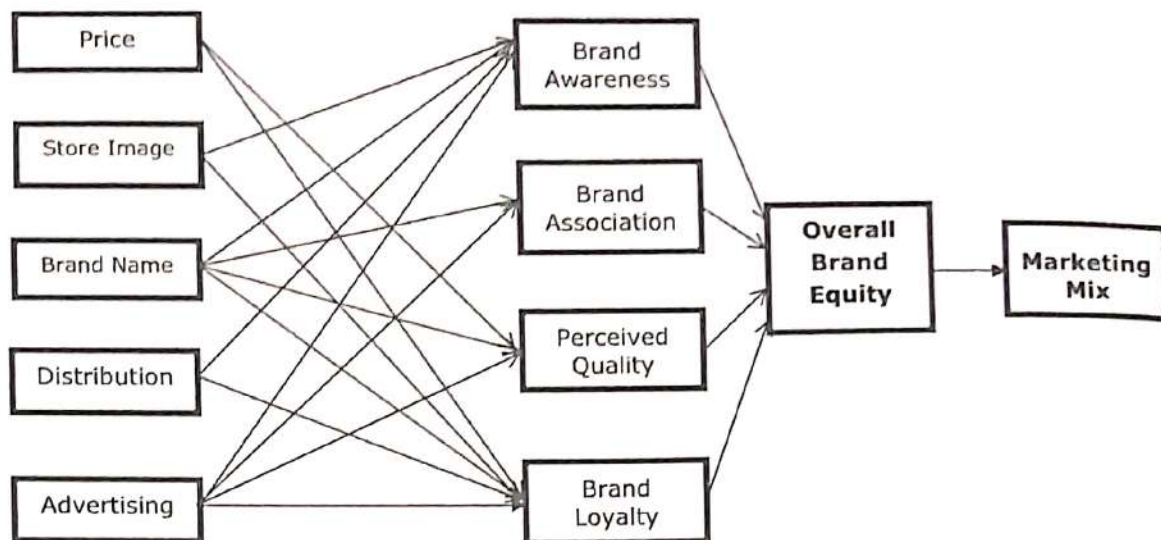 Price
Store Image
Brand Name
Distribution
Advertising
Brand
Awareness
Brand
Association
Perceived
Quality
Brand
Loyalty
Overall
Brand
Equity
Marketing
Mix